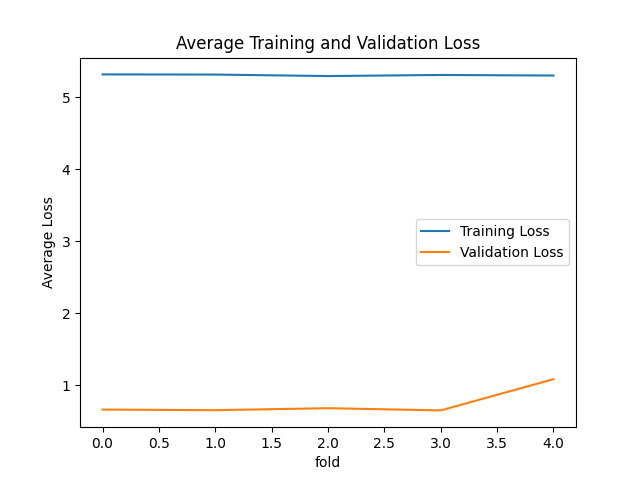 Average Training and Validation Loss
Average Loss
5
4
3
2
1
Training Loss
Validation Loss
0.0 0.5 1.0 1.5 2.0 2.5 3.0 3.5 4.0
fold